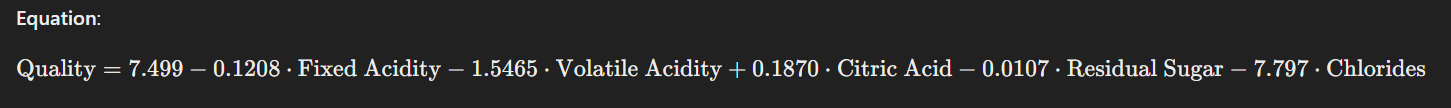 Equation:
Quality = 7.499 − 0.1208 · Fixed Acidity − 1.5465 · Volatile Acidity + 0.1870 · Citric Acid − 0.0107 · Residual Sugar − 7.797 · Chlorides